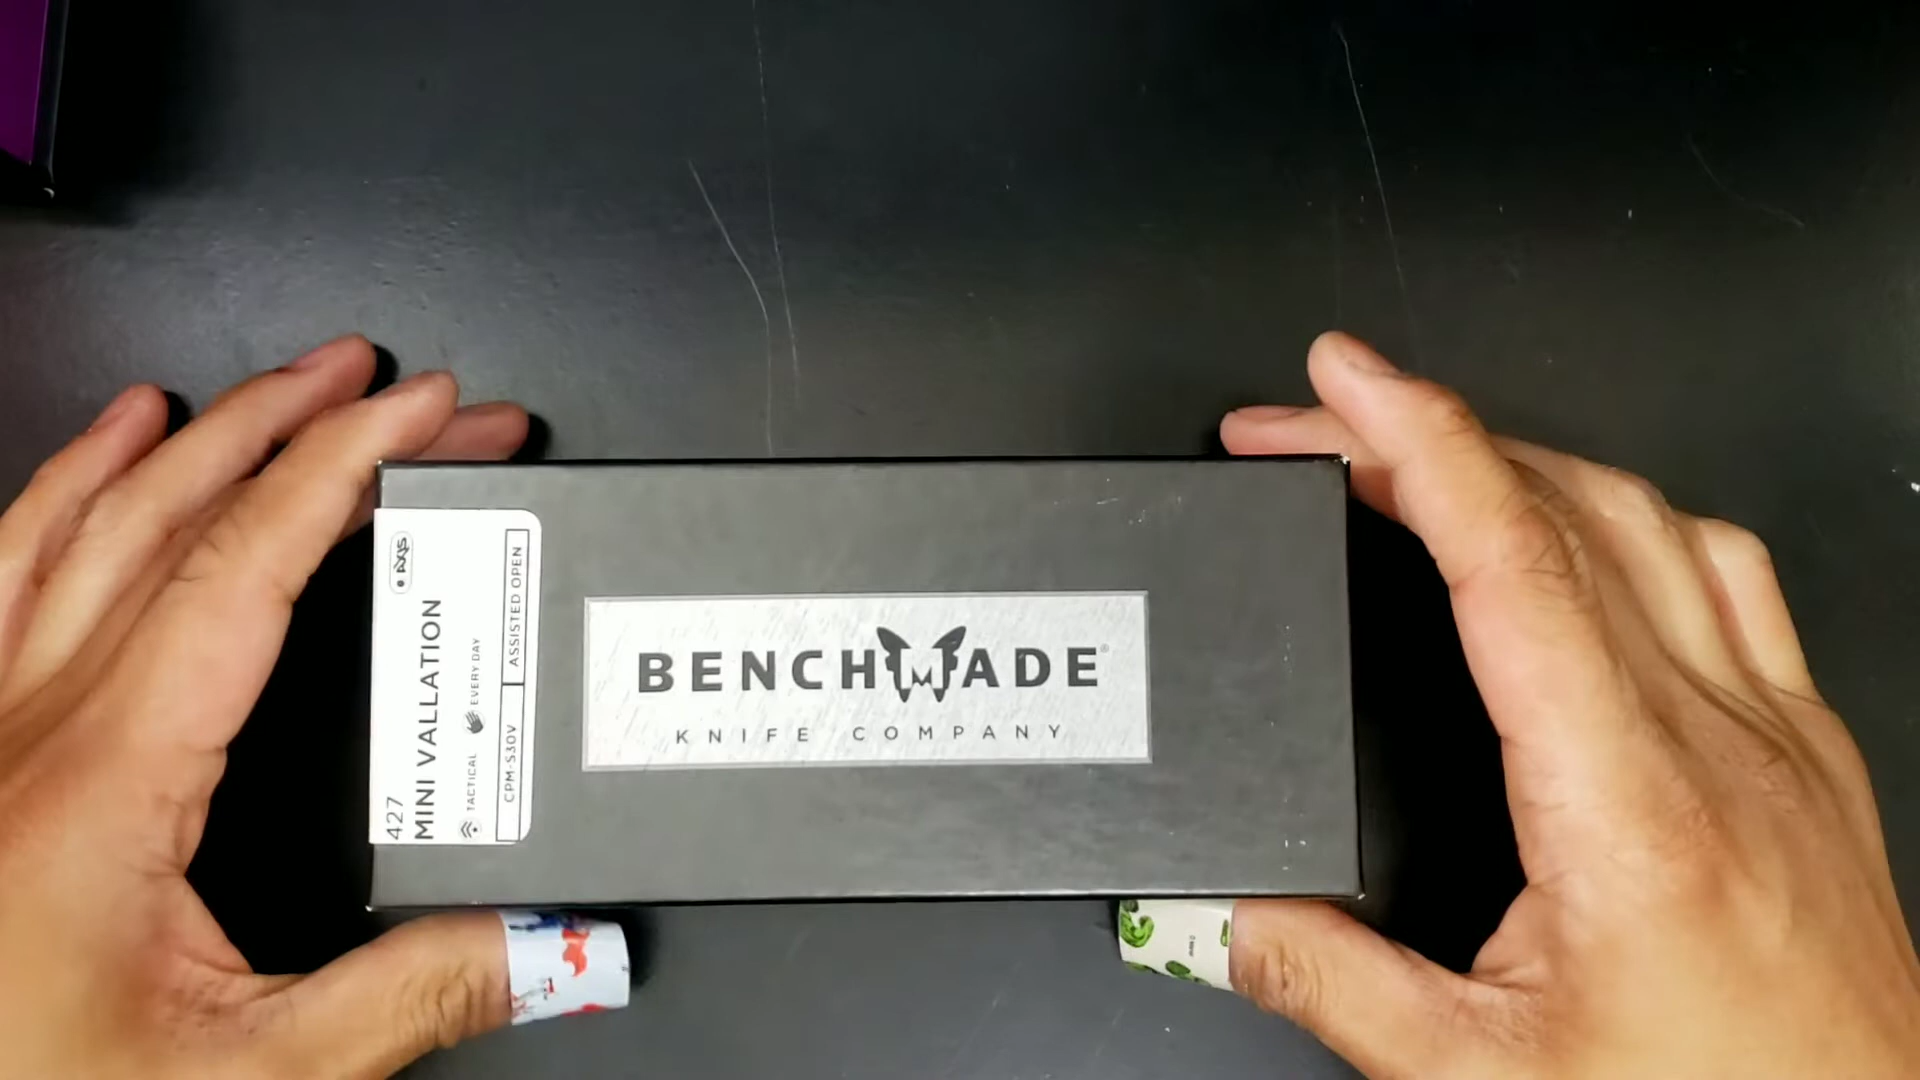 427
MINI VALLATION
AXIS
TACTICAL EVERY DAY
CPM-S30V ASSISTED OPEN
BENCHMADE®
KNIFE COMPANY